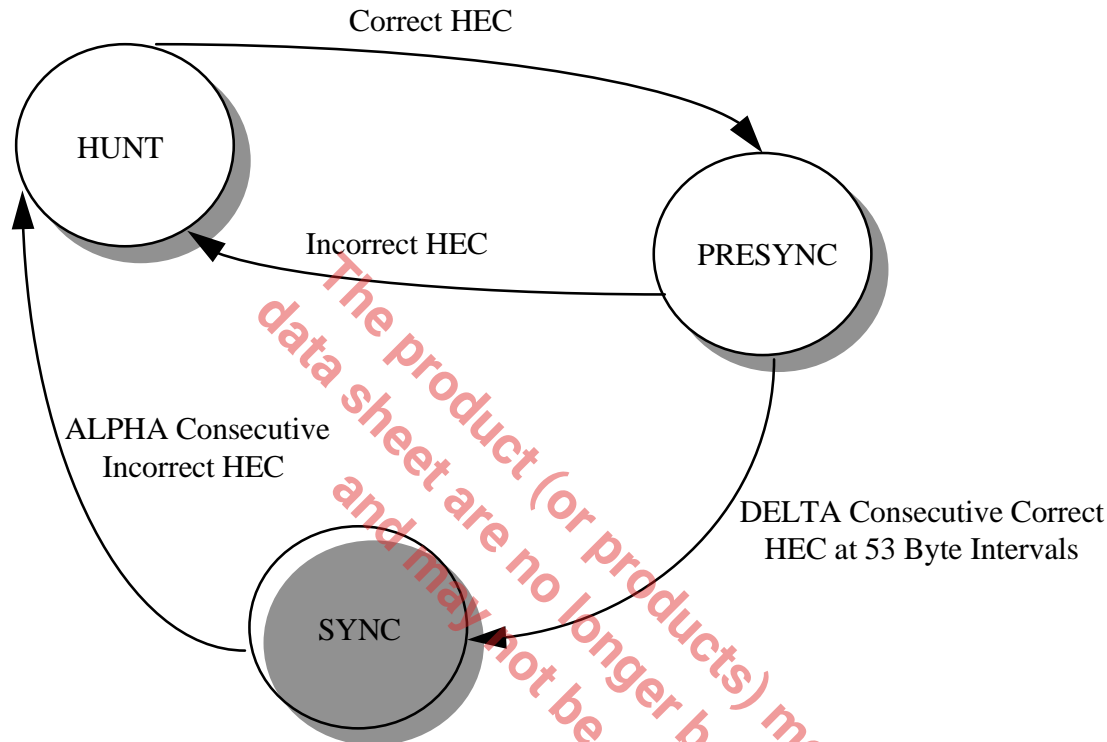 Correct HEC
HUNT
Incorrect HEC
PRESYNC
ALPHA Consecutive
Incorrect HEC
DELTA Consecutive Correct
HEC at 53 Byte Intervals
SYNC
The product (or products) me
data sheet are no longer b
and may not be